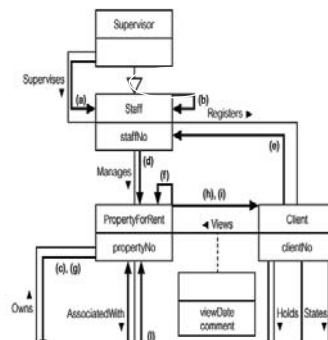 Supervisor
Supervises
(a)
Staff
(b)
Registers ►
staffNo
(e)
(d)
Manages
(f)
(h), (i)
PropertyForRent
◄ Views
Client
propertyNo
clientNo
(c), (g)
Owns
AssociatedWith
viewDate
comment
Holds
States